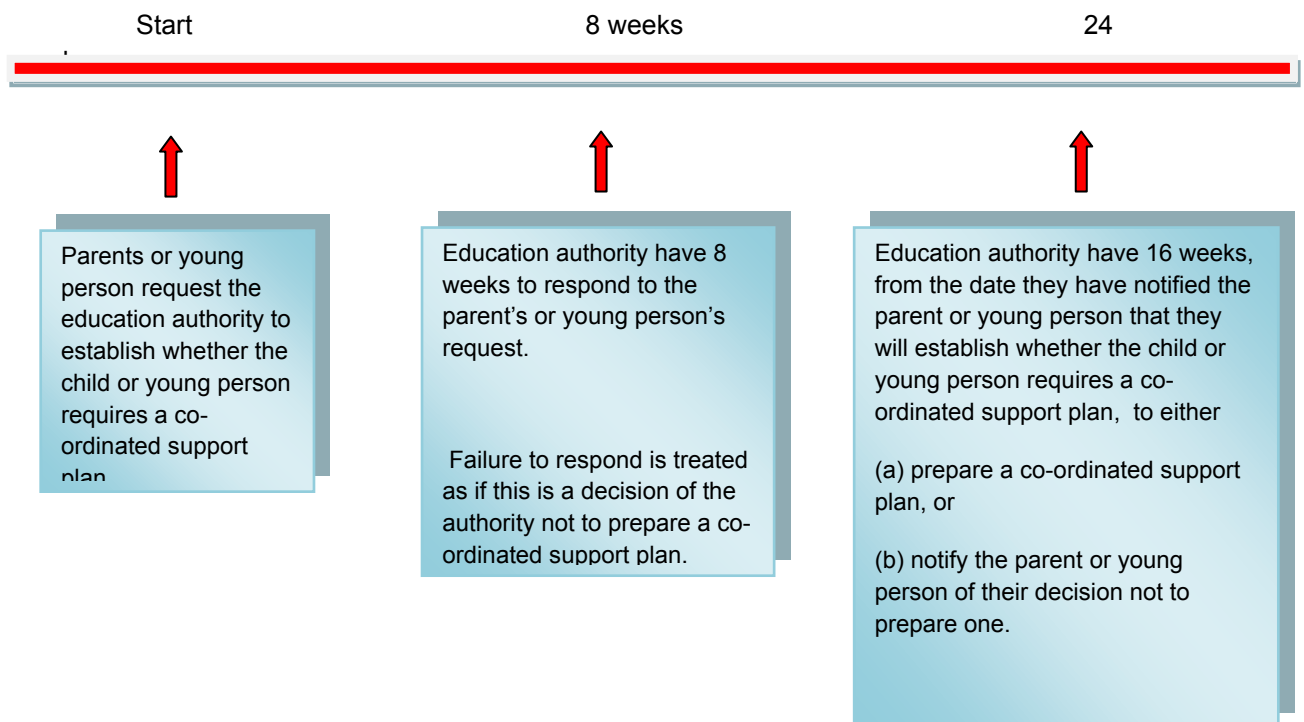 Start
8 weeks
24
Parents or young
person request the
education authority to
establish whether the
child or young person
requires a co-
ordinated support
plan
Education authority have 8
weeks to respond to the
parent’s or young person’s
request.
Failure to respond is treated
as if this is a decision of the
authority not to prepare a co-
ordinated support plan.
Education authority have 16 weeks,
from the date they have notified the
parent or young person that they
will establish whether the child or
young person requires a co-
ordinated support plan,  to either
(a) prepare a co-ordinated support
plan, or
(b) notify the parent or young
person of their decision not to
prepare one.